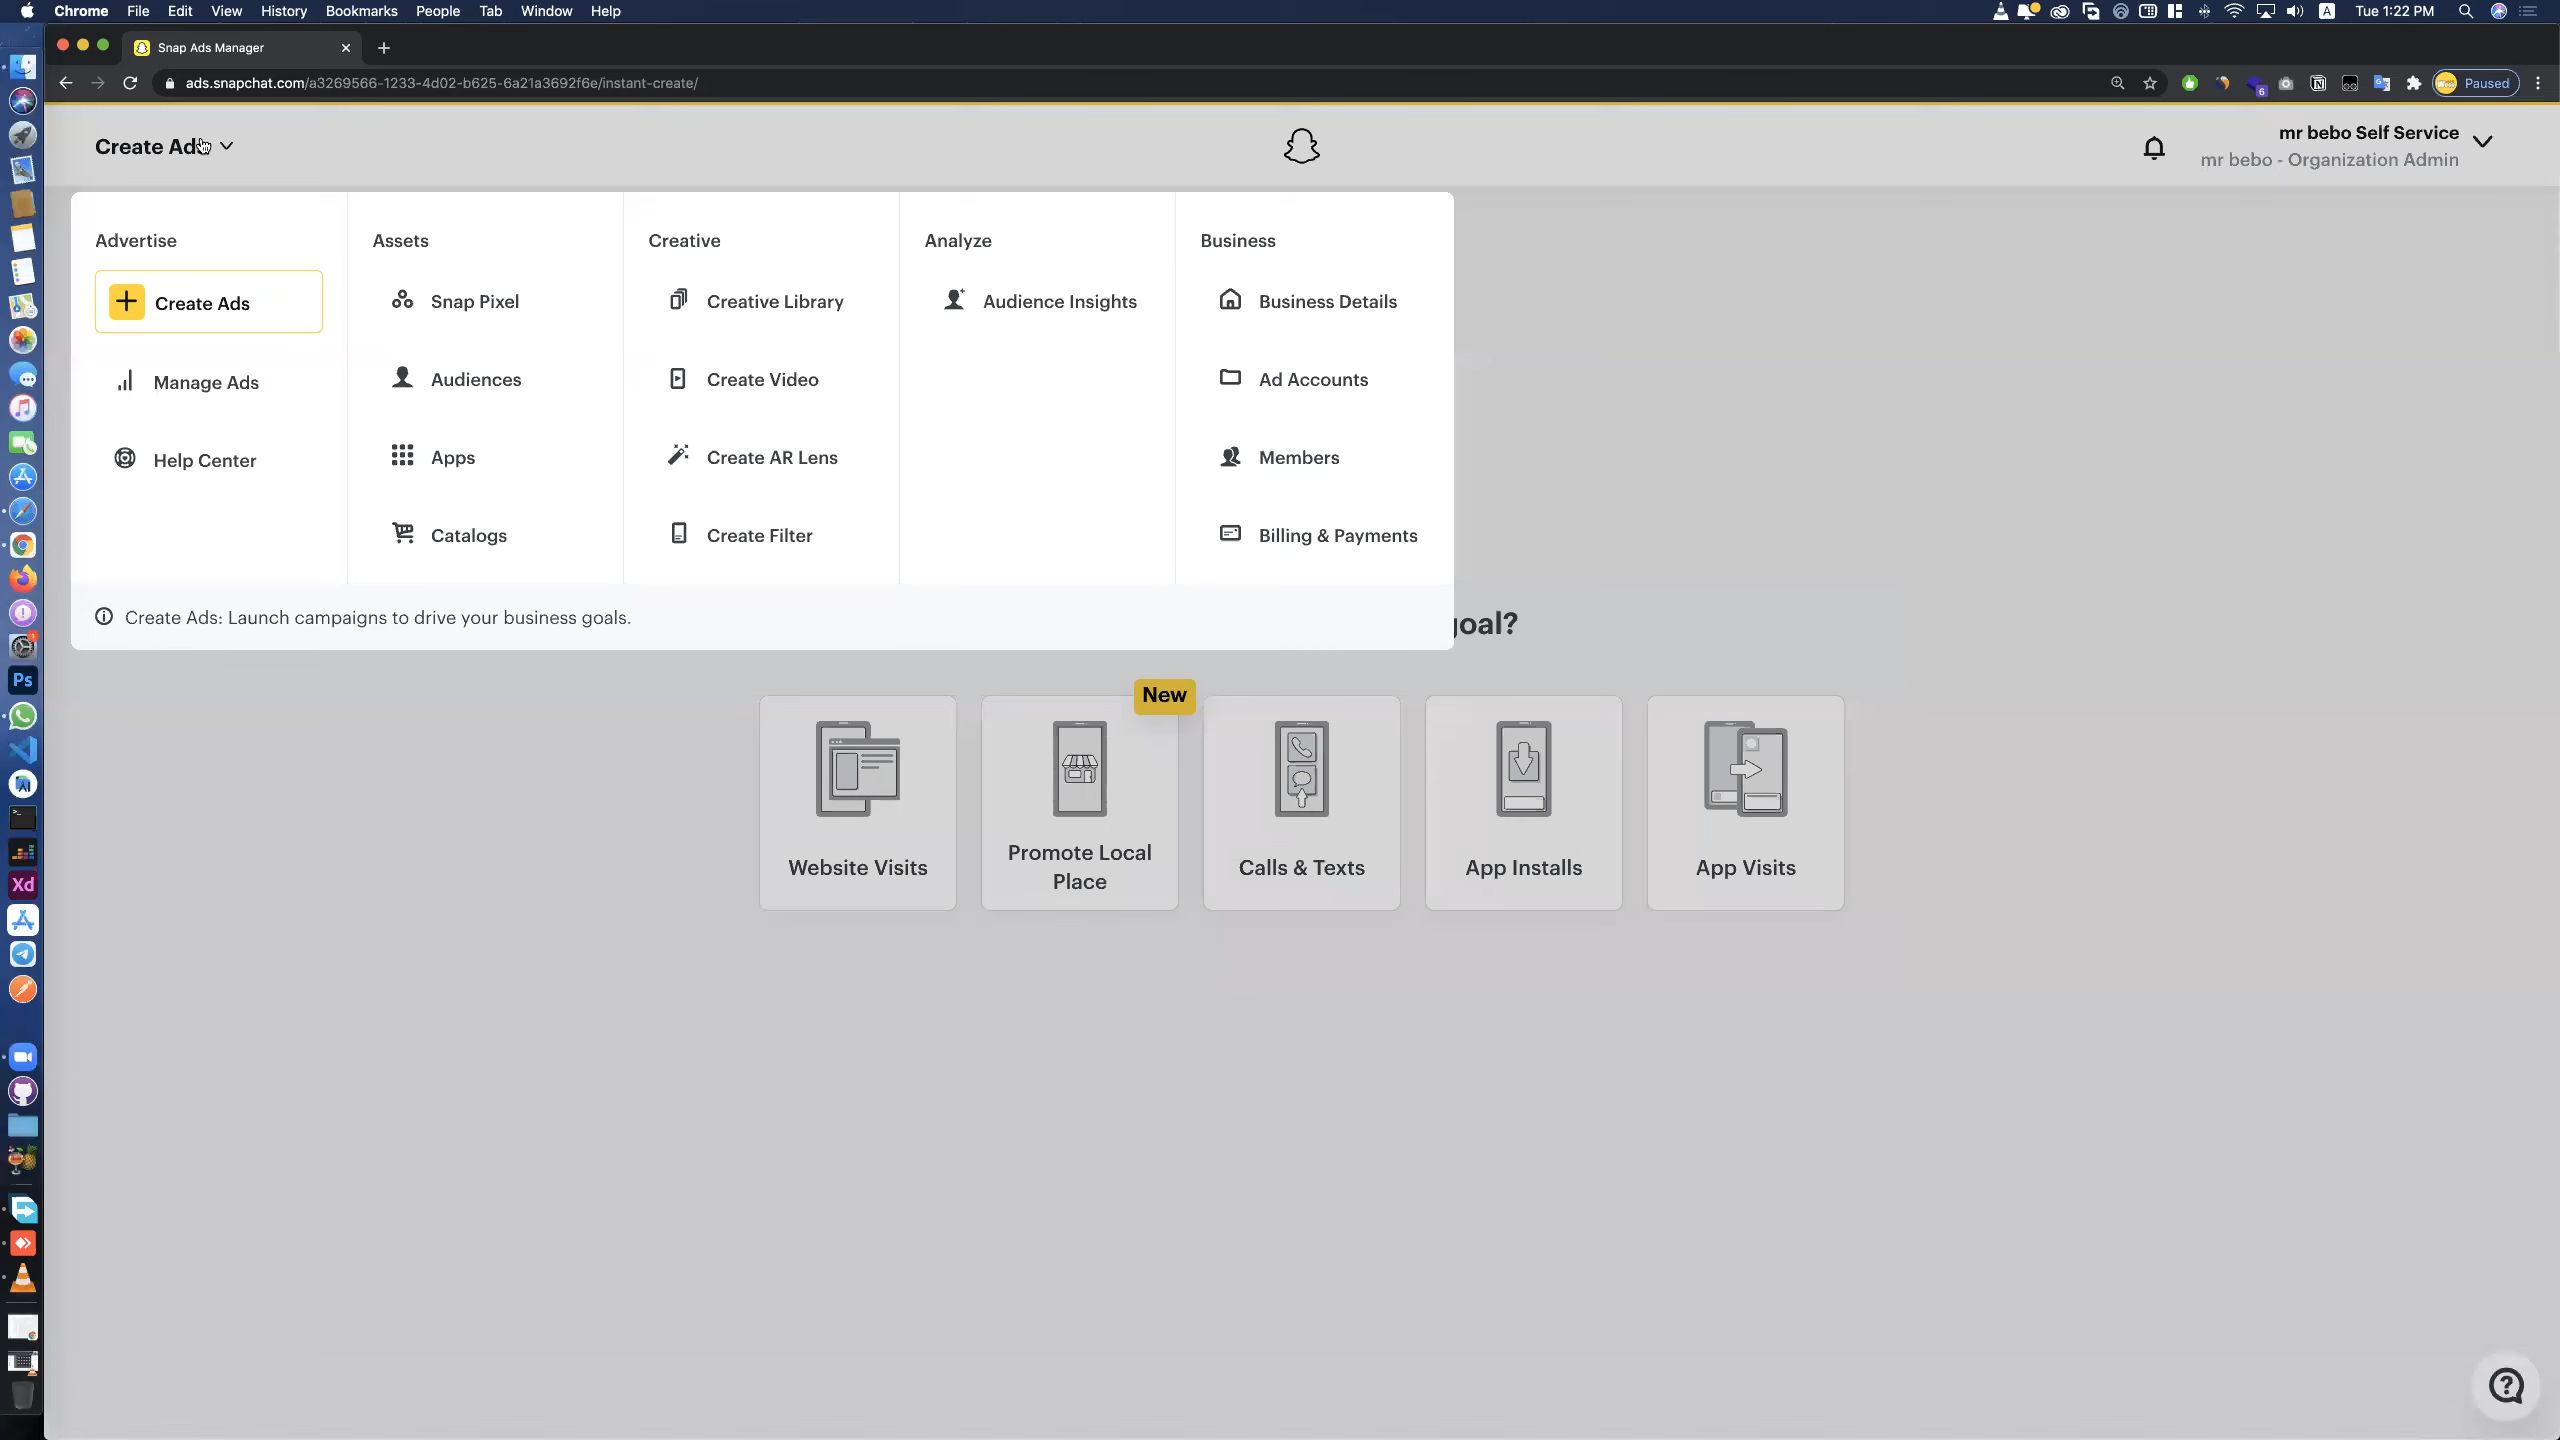 Chrome File Edit View History Bookmarks People Tab Window Help
A Tue 1:22 PM
Snap Ads Manager
ads.snapchat.com/a3269566-1233-4d02-b625-6a21a3692f6e/instant-create/
6
Paused
Create Ads
mr bebo Self Service
mr bebo - Organization Admin
Advertise
Create Ads
Manage Ads
Help Center
Assets
Snap Pixel
Audiences
Apps
Catalogs
Creative
Creative Library
Create Video
Create AR Lens
Create Filter
Analyze
Audience Insights
Business
Business Details
Ad Accounts
Members
Billing & Payments
Create Ads: Launch campaigns to drive your business goals.
goal?
New
Website Visits
Promote Local
Place
Calls & Texts
App Installs
App Visits
Ps
Xd